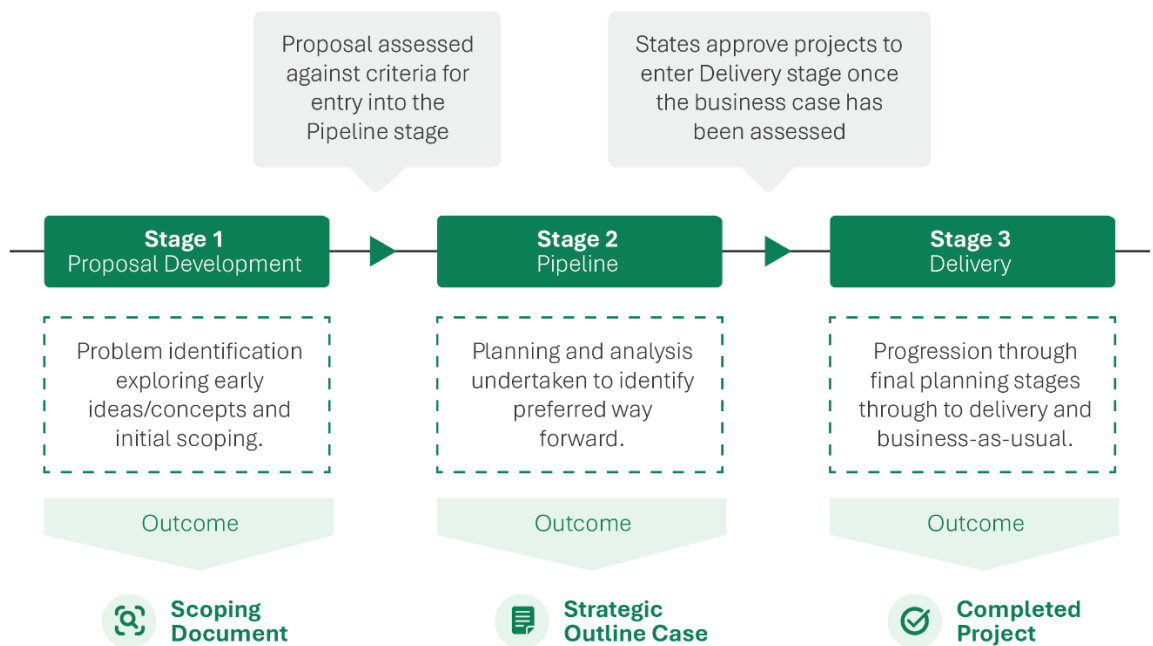 Proposal assessed
against criteria for
entry into the
Pipeline stage
States approve projects to
enter Delivery stage once
the business case has
been assessed
Stage 1
Proposal Development
Stage 2
Pipeline
Stage 3
Delivery
Problem identification
exploring early
ideas/concepts and
initial scoping.
Planning and analysis
undertaken to identify
preferred way
forward.
Progression through
final planning stages
through to delivery and
business-as-usual.
Outcome
Outcome
Outcome
Scoping
Document
Strategic
Outline Case
Completed
Project